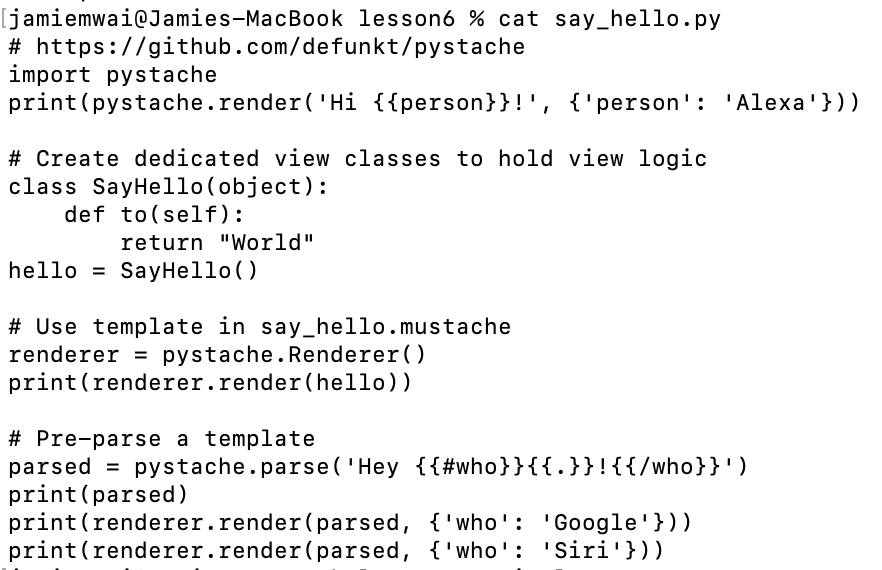 [jamiemwai@Jamies-MacBook lesson6 % cat say_hello.py
# https://github.com/defunkt/pystache
import pystache
print(pystache.render('Hi {{person}}!', {'person': 'Alexa'}))

# Create dedicated view classes to hold view logic
class SayHello(object):
    def to(self):
        return "World"
hello = SayHello()

# Use template in say_hello.mustache
renderer = pystache.Renderer()
print(renderer.render(hello))

# Pre-parse a template
parsed = pystache.parse('Hey {{#who}}{{.}}!{{/who}}')
print(parsed)
print(renderer.render(parsed, {'who': 'Google'}))
print(renderer.render(parsed, {'who': 'Siri'}))